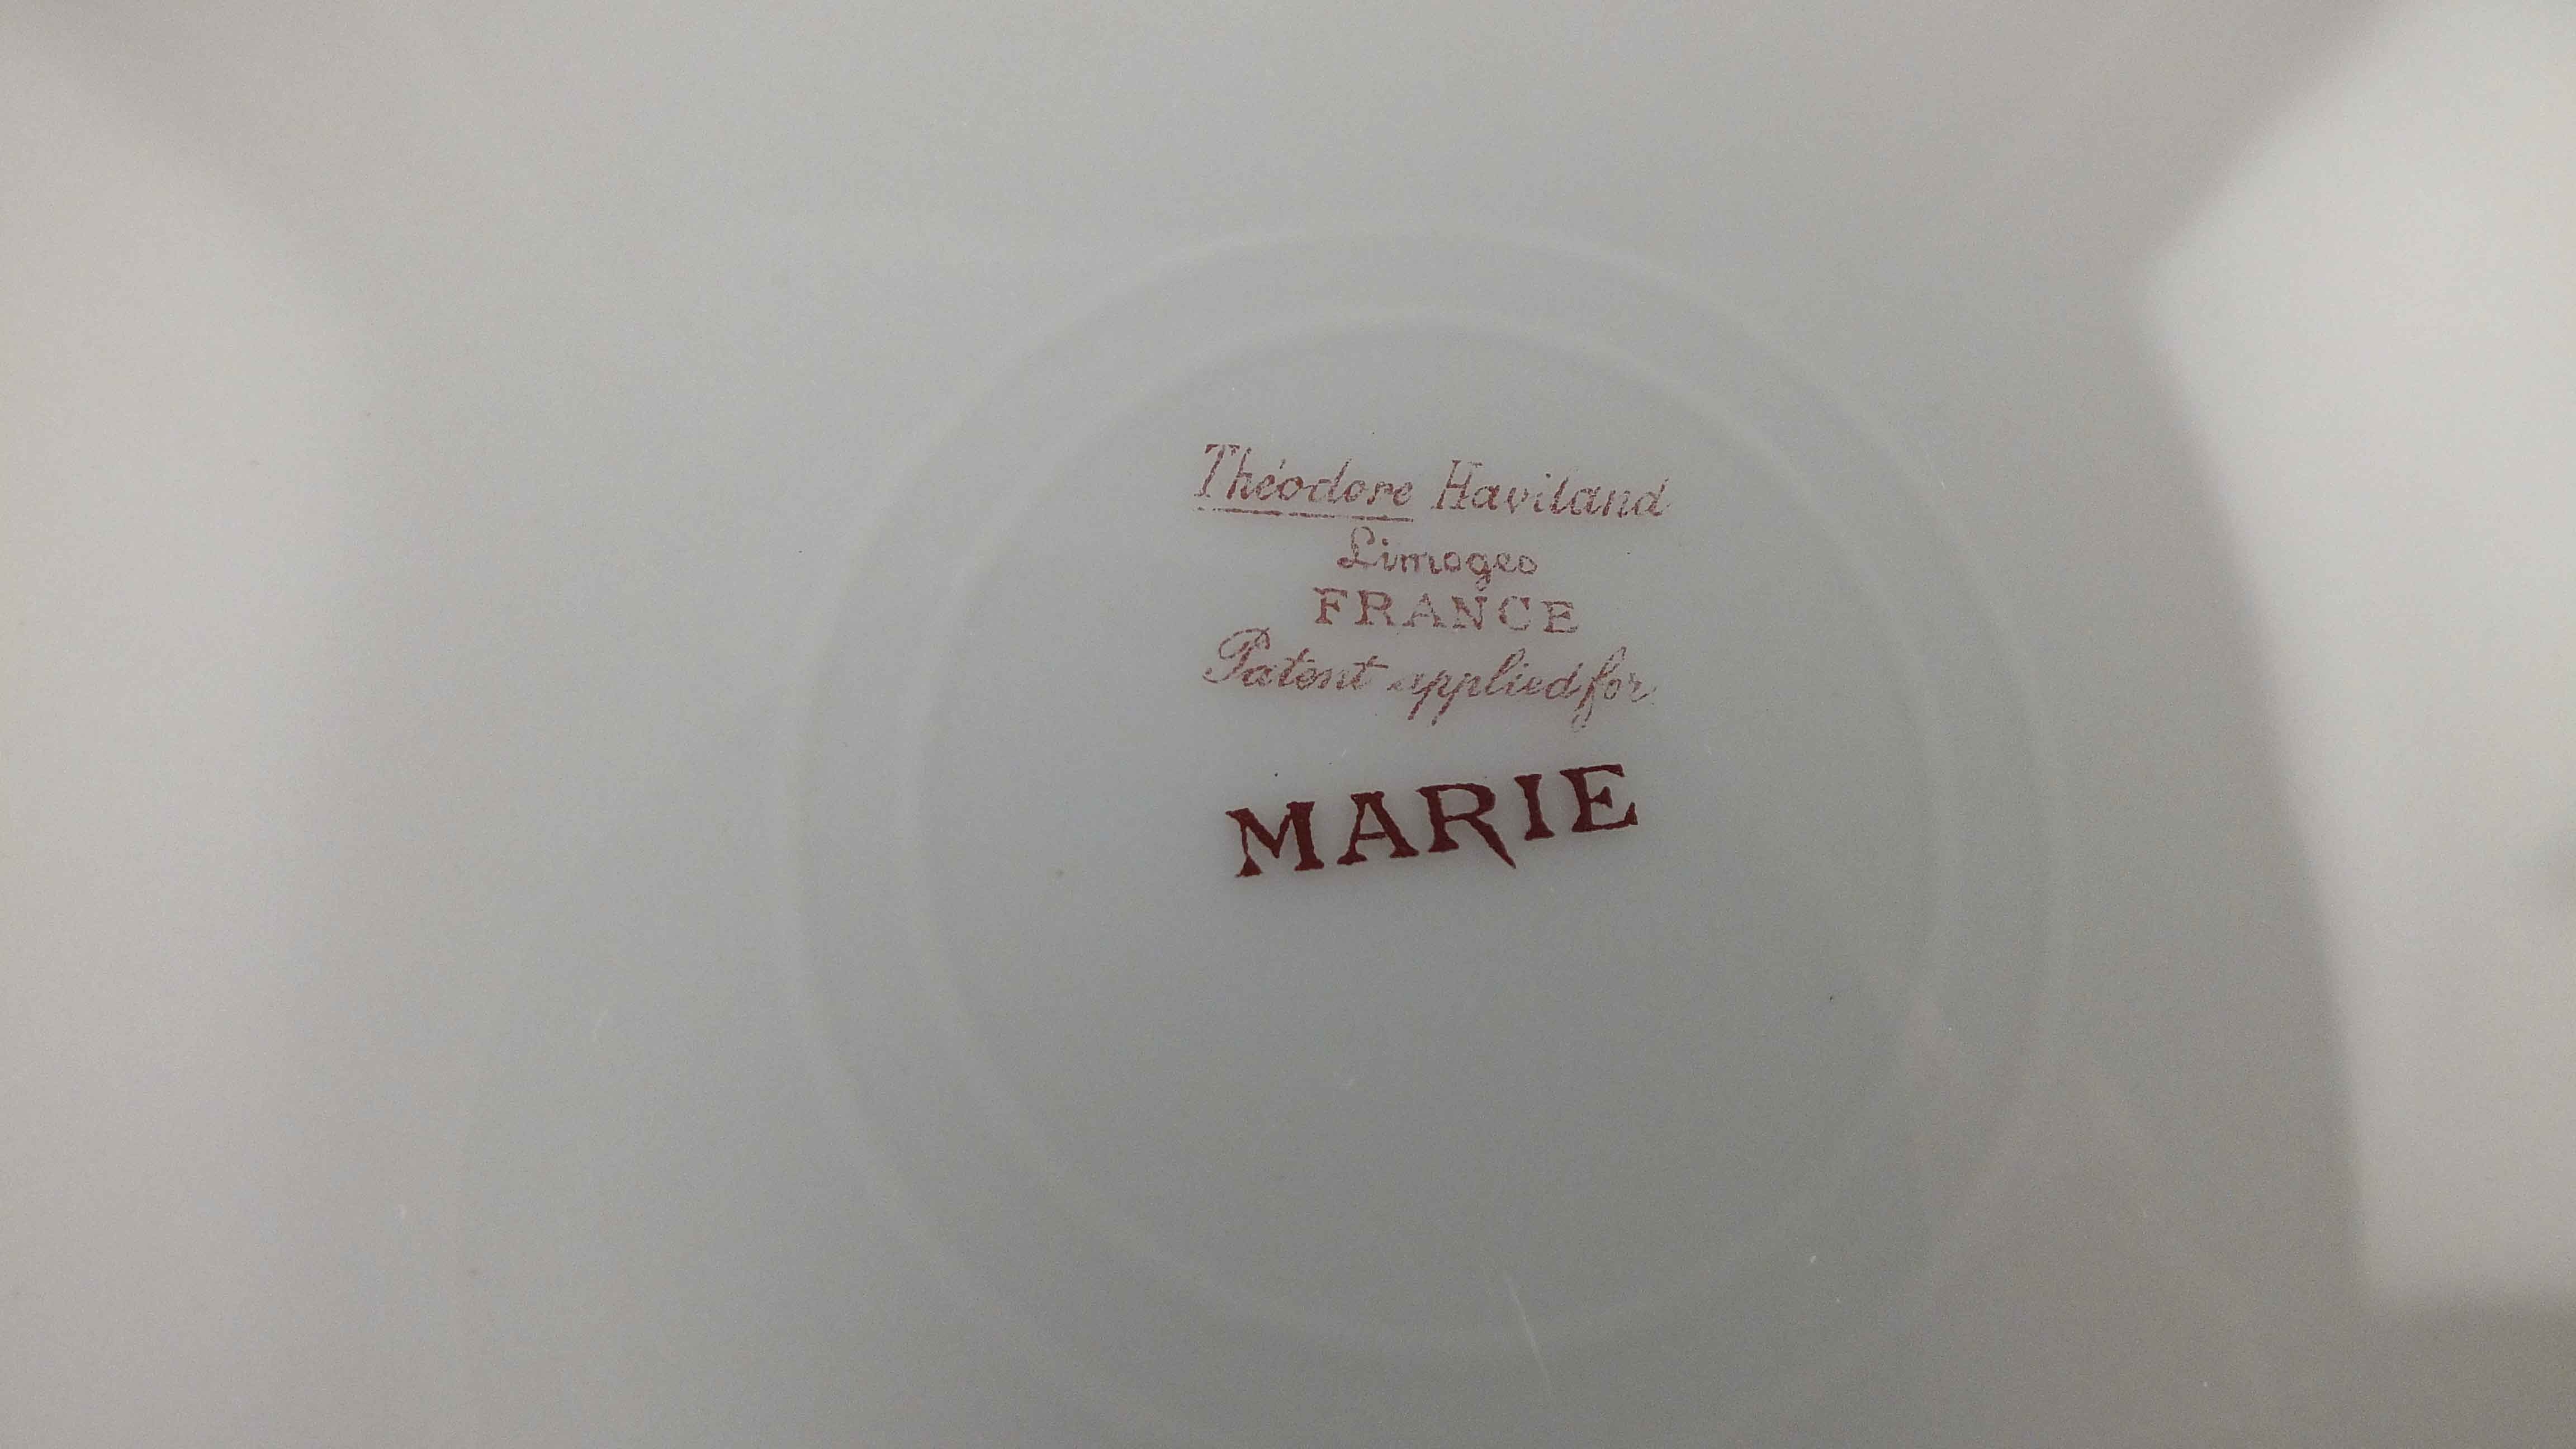 Théodore Haviland
Limoges
FRANCE
Patent applied for
MARIE